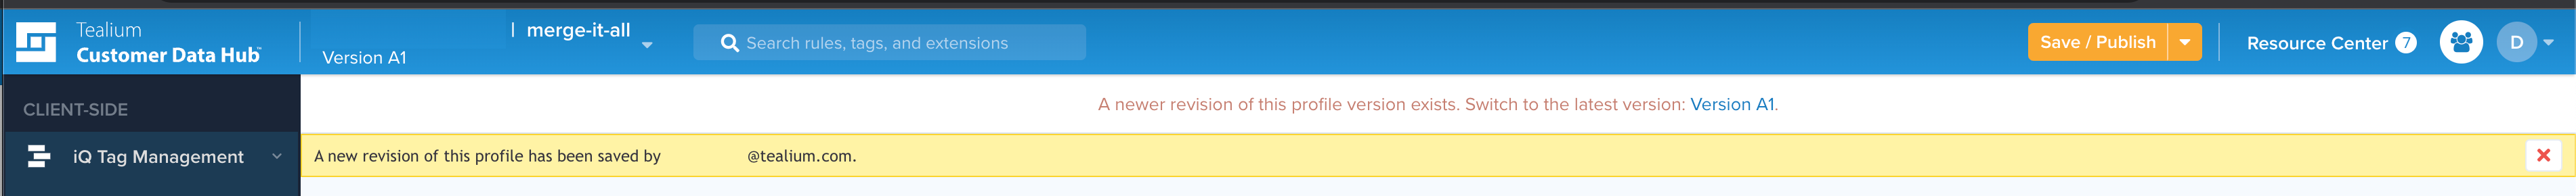 Tealium
Customer Data Hub™
| merge-it-all
Version A1
Search rules, tags, and extensions
Save / Publish
Resource Center 7
D
CLIENT-SIDE
A newer revision of this profile version exists. Switch to the latest version: Version A1.
iQ Tag Management
A new revision of this profile has been saved by @tealium.com.